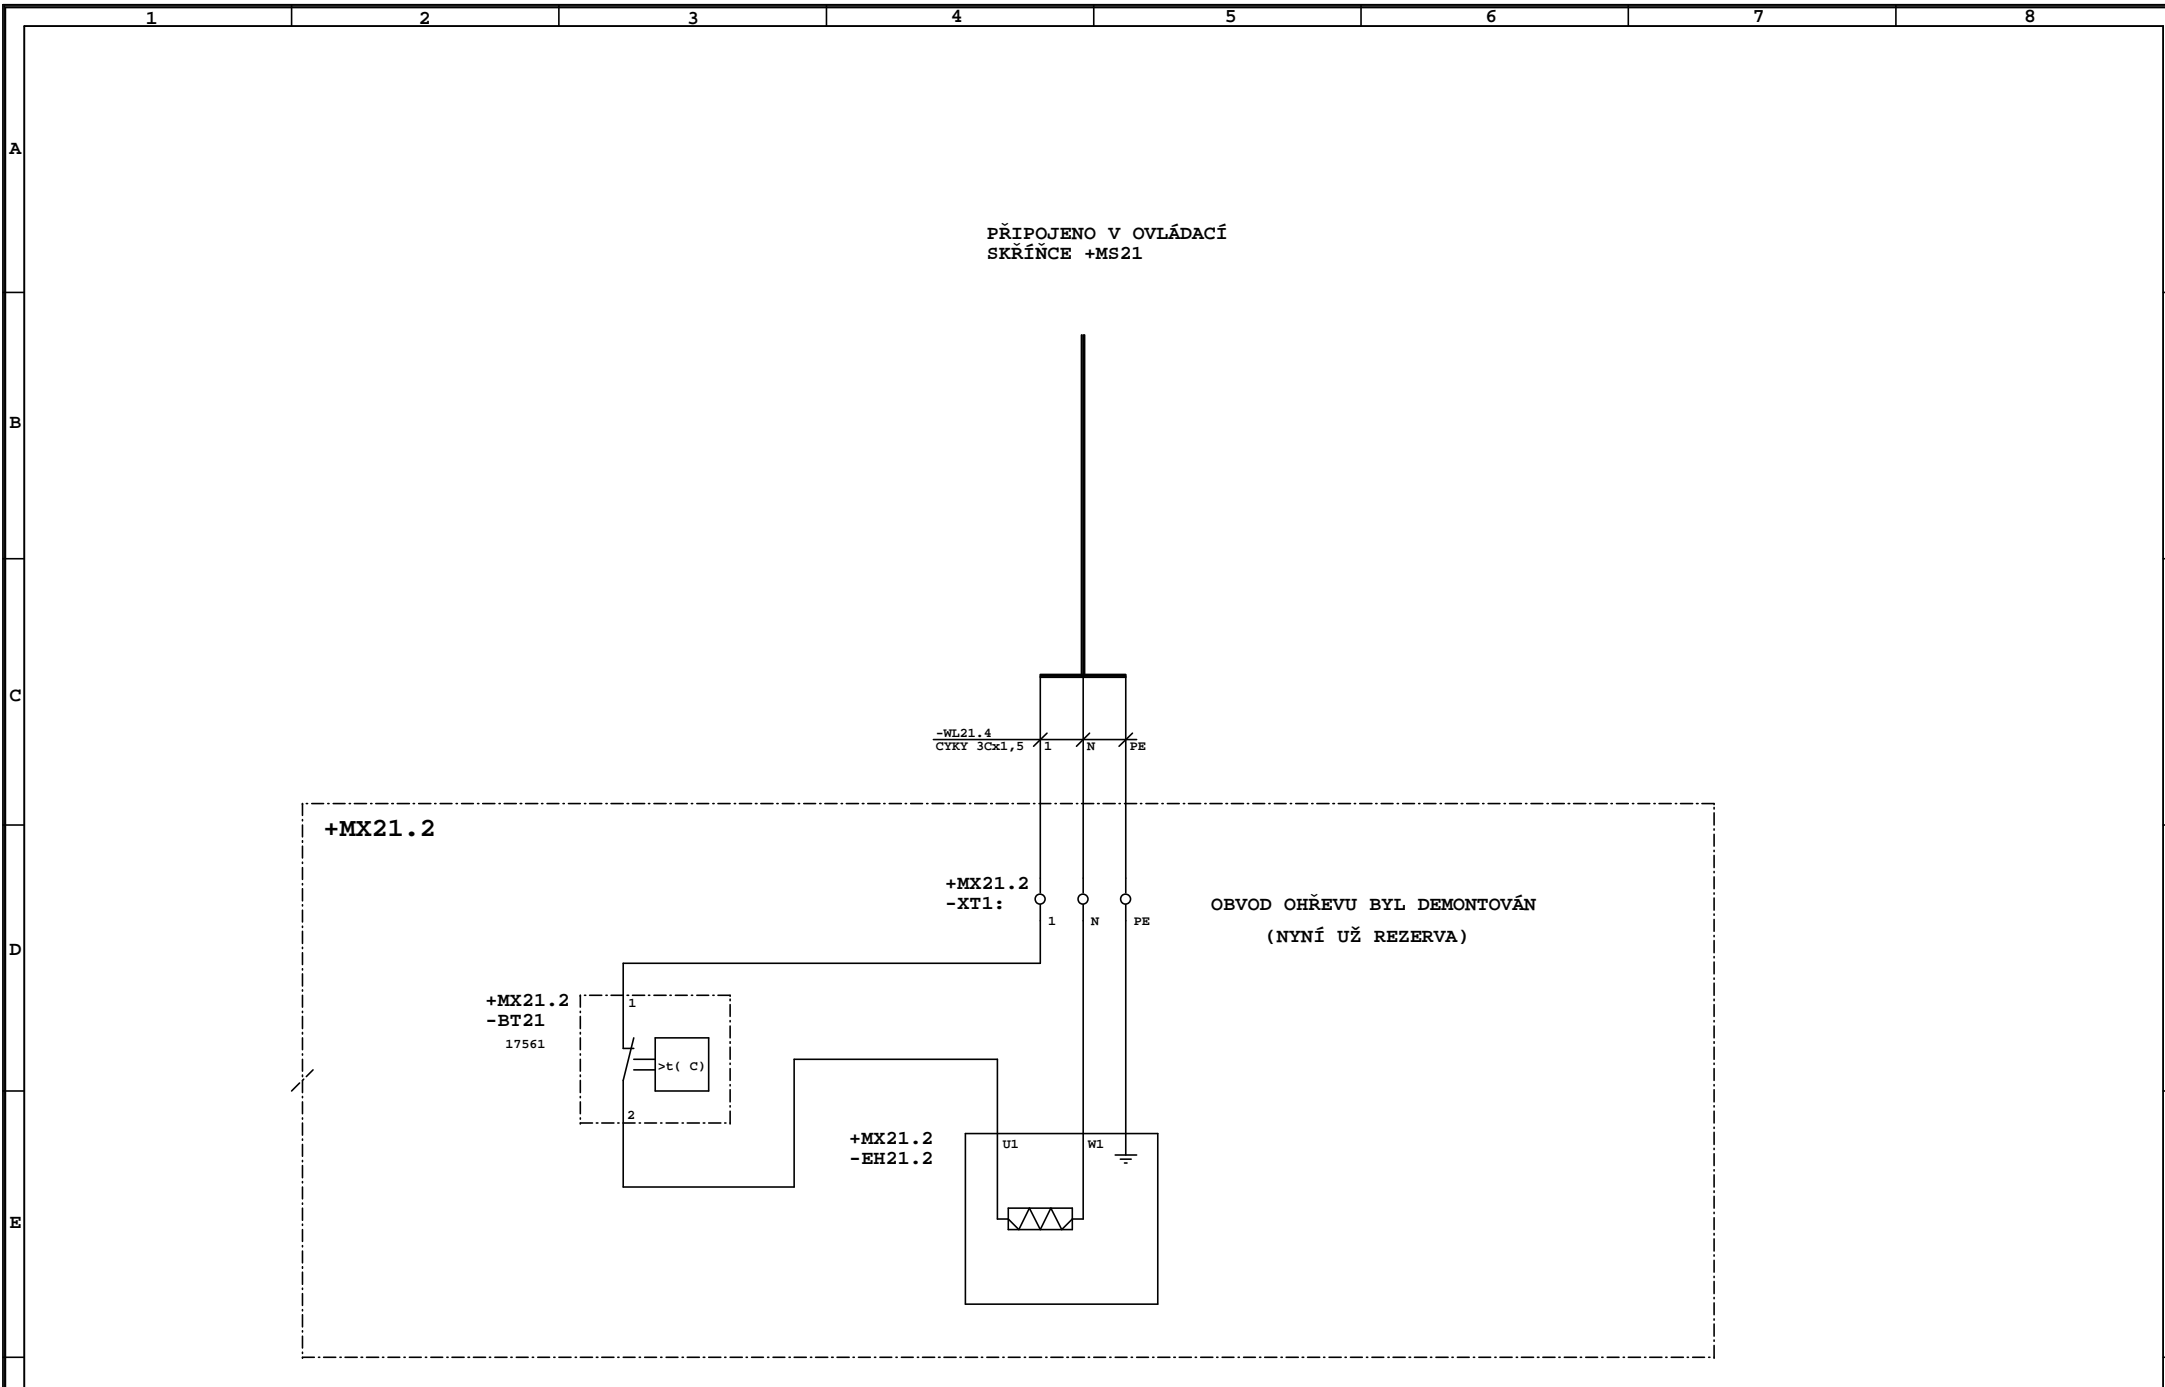 1 2 3 4 5 6 7 8
A
PŘIPOJENO V OVLÁDACÍ
SKŘÍŇCE +MS21
B
C
-WL21.4
CYKY 3Cx1,5 1 N PE
+MX21.2
+MX21.2
-XT1:
1 N PE
OBVOD OHŘEVU BYL DEMONTOVÁN
(NYNÍ UŽ REZERVA)
D
+MX21.2
-BT21
17561
1
>t( C)
2
+MX21.2
-EH21.2
U1 W1
E